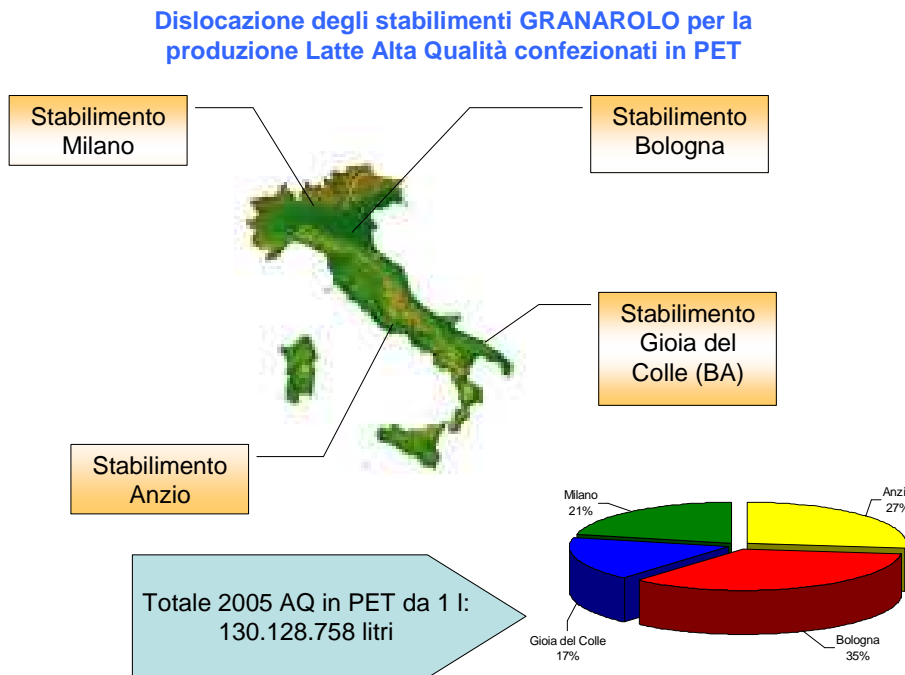 Dislocazione degli stabilimenti GRANAROLO per la
produzione Latte Alta Qualità confezionati in PET
Stabilimento
Milano
Stabilimento
Bologna
Stabilimento
Gioia del
Colle (BA)
Stabilimento
Anzio
Totale 2005 AQ in PET da 1 l:
130.128.758 litri
Milano
21%
Anzi
27%
Gioia del Colle
17%
Bologna
35%